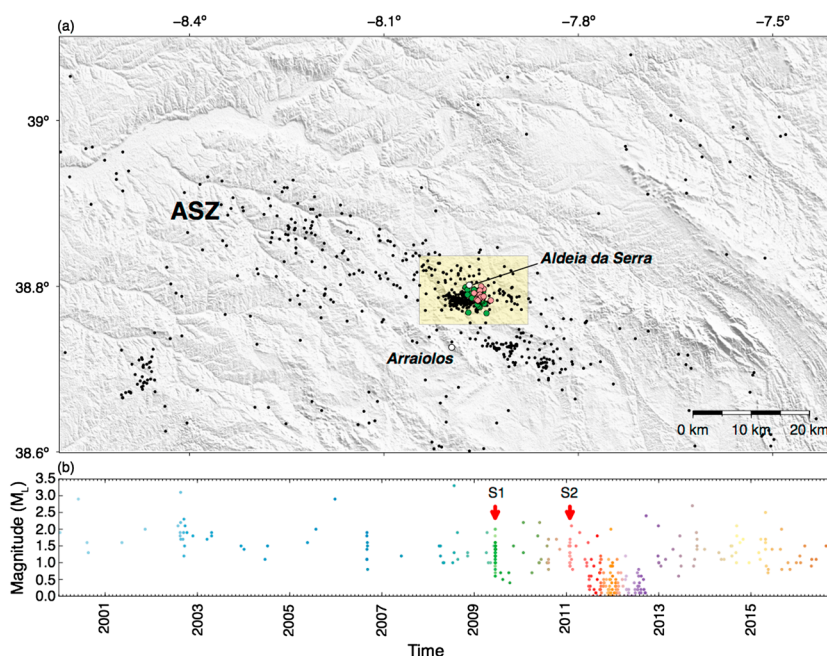 (a)
−8.4° −8.1° −7.8° −7.5°
39°
ASZ
Aldeia da Serra
38.8°
Arraiolos
0 km 10 km 20 km
38.6°
(b)
3.5
3.0
2.5
2.0
1.5
1.0
0.5
0.0
Magnitude (ML)
S1 S2
2001 2003 2005 2007 2009 2011 2013 2015
Time